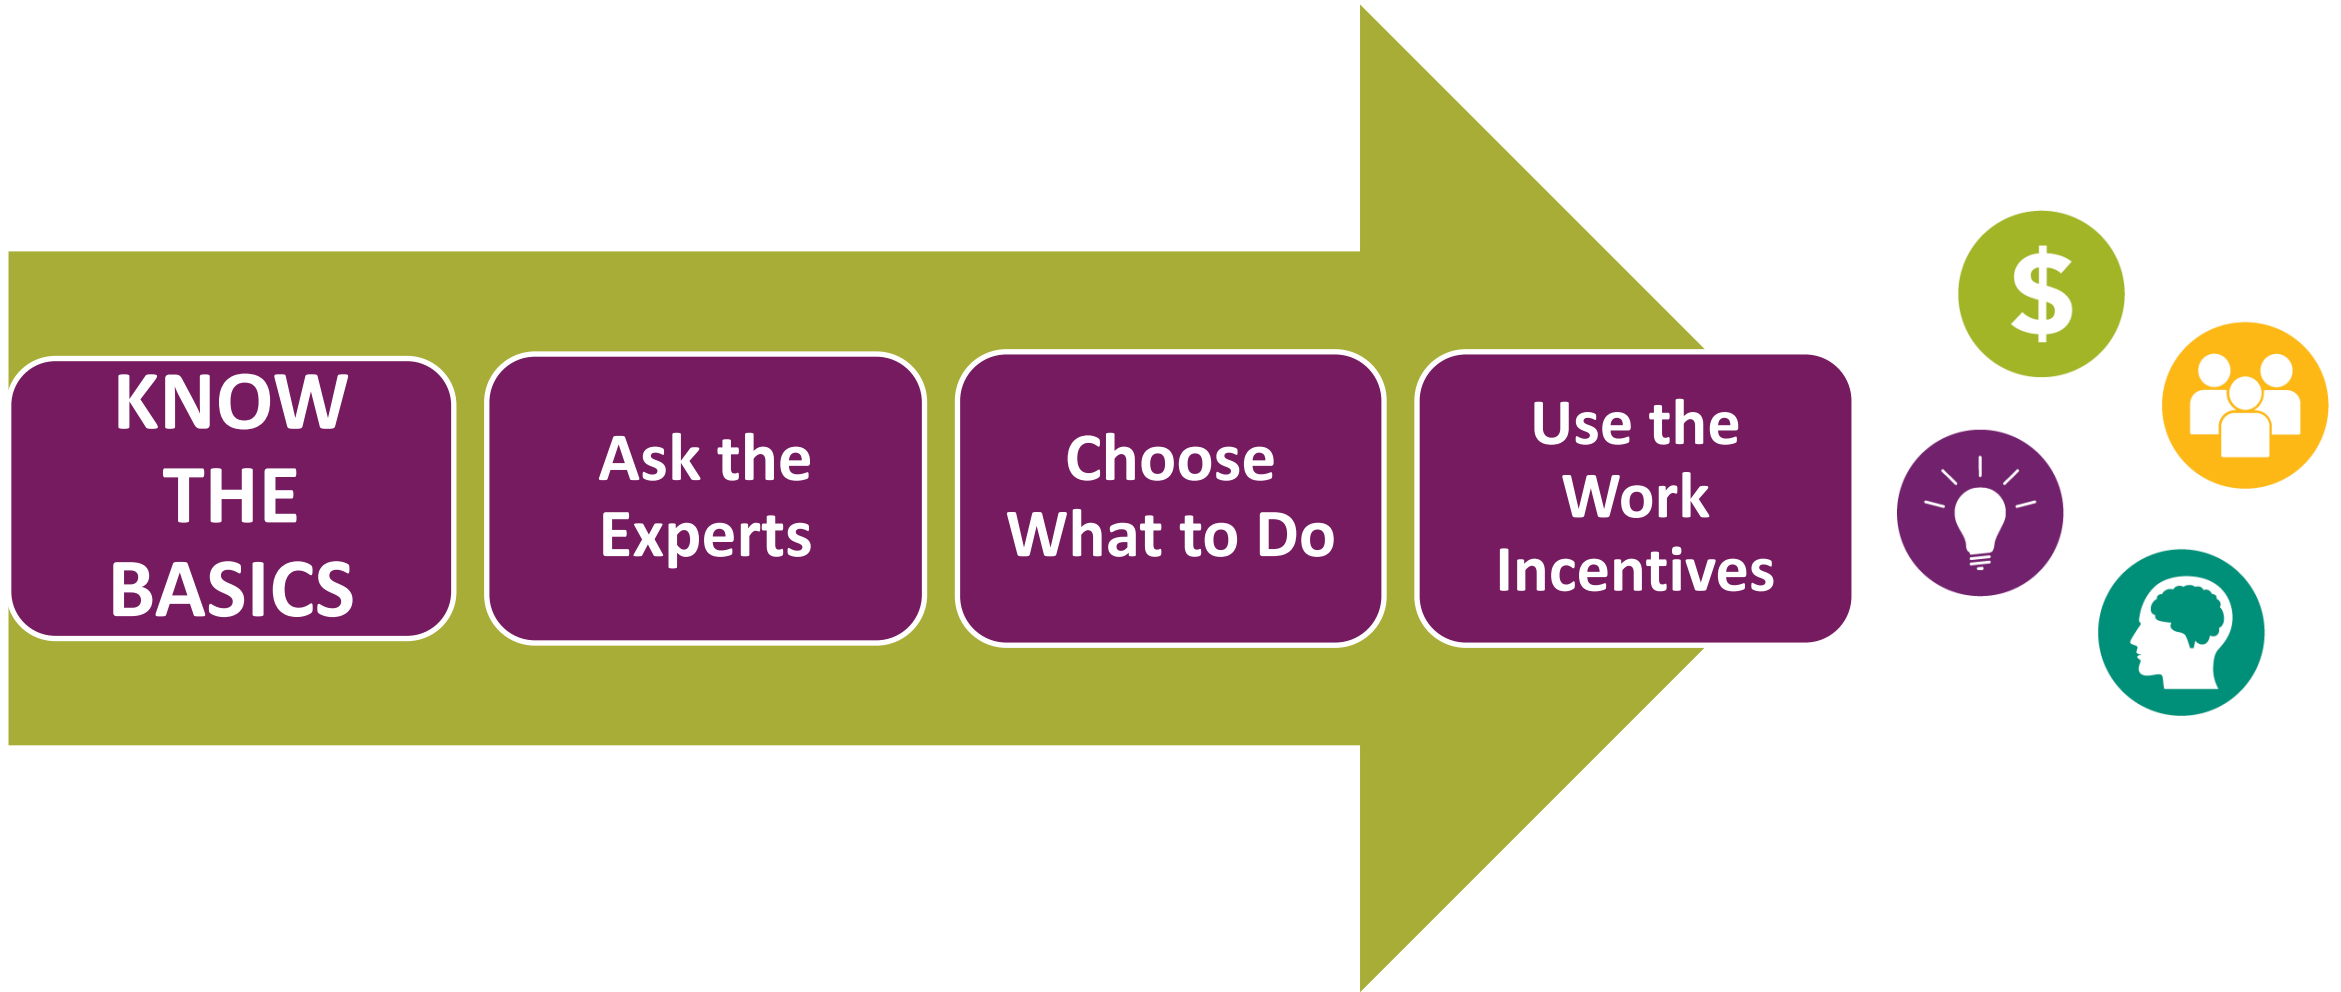 KNOW
THE
BASICS
Ask the
Experts
Choose
What to Do
Use the
Work
Incentives
$